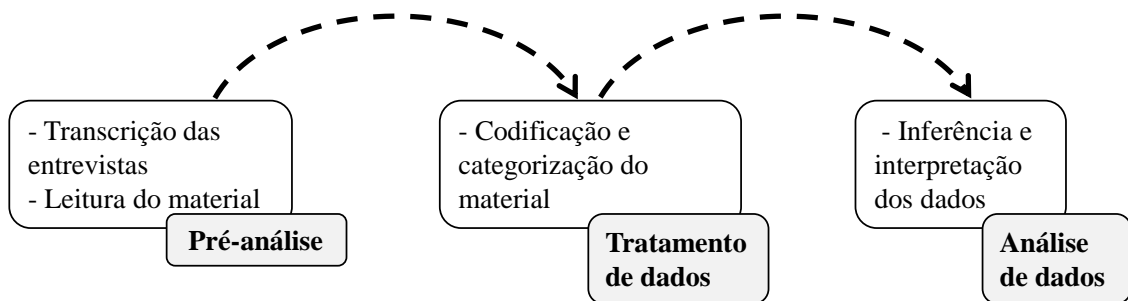 - Transcrição das
entrevistas
- Leitura do material
Pré-análise
- Codificação e
categorização do
material
Tratamento
de dados
- Inferência e
interpretação
dos dados
Análise
de dados